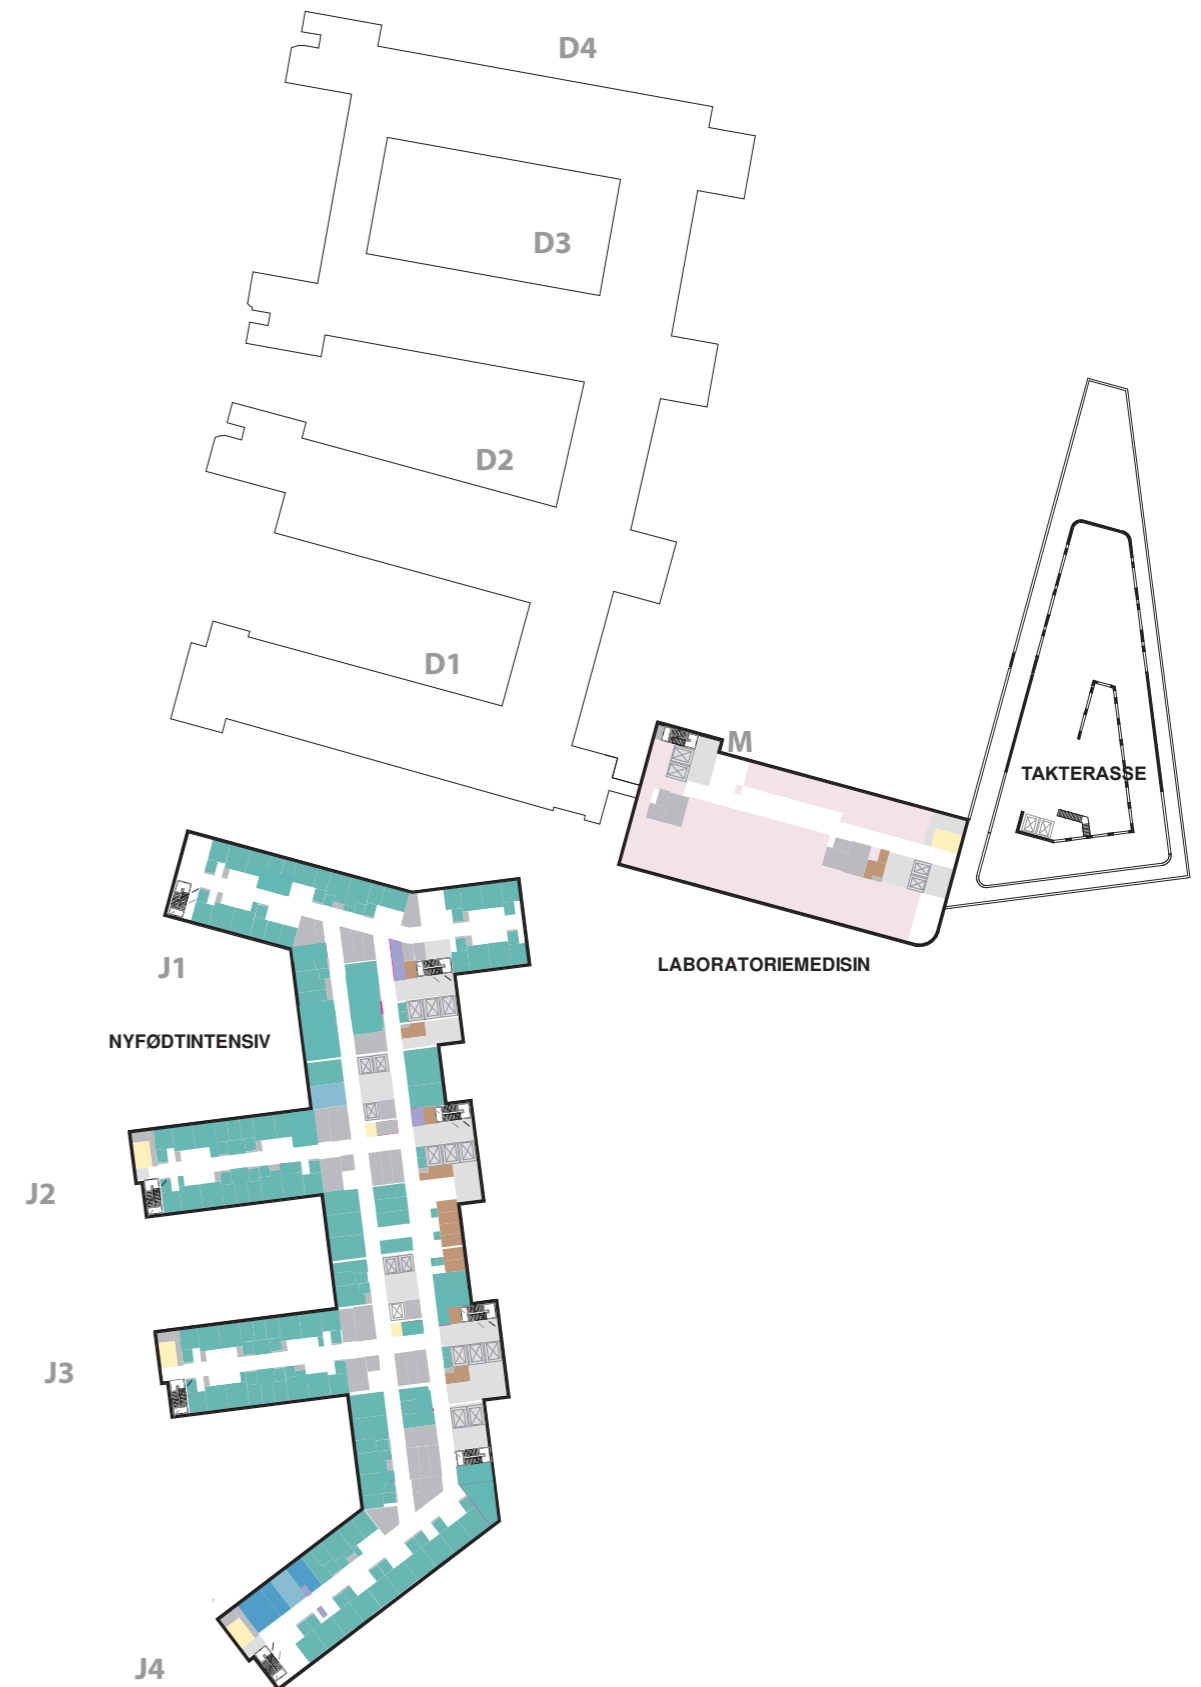 D4
D3
D2
D1
M
TAKTERASSE
LABORATORIEMEDISIN
J1
NYFØDTINTENSIV
J2
J3
J4